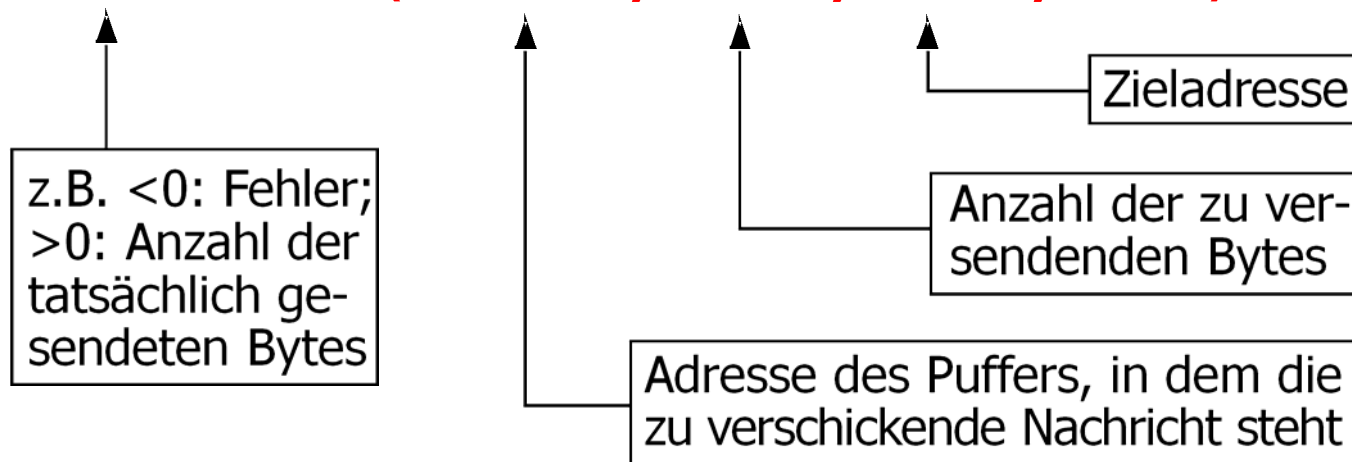 Zieladresse
z.B. <0: Fehler;
>0: Anzahl der
tatsächlich ge-
sendeten Bytes
Anzahl der zu ver-
sendenden Bytes
Adresse des Puffers, in dem die
zu verschickende Nachricht steht